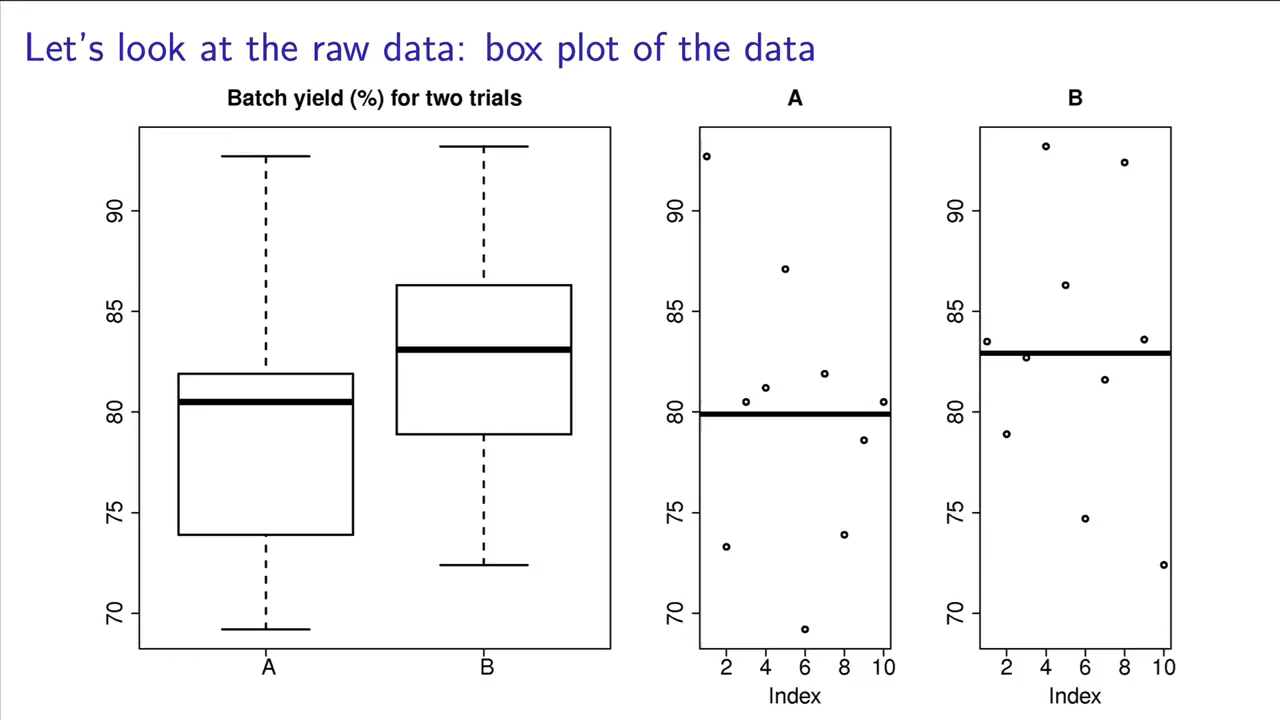 Let's look at the raw data: box plot of the data
Batch yield (%) for two trials
90
85
80
75
70
A
B
A
90
85
80
75
70
2 4 6 8 10
Index
B
90
85
80
75
70
2 4 6 8 10
Index